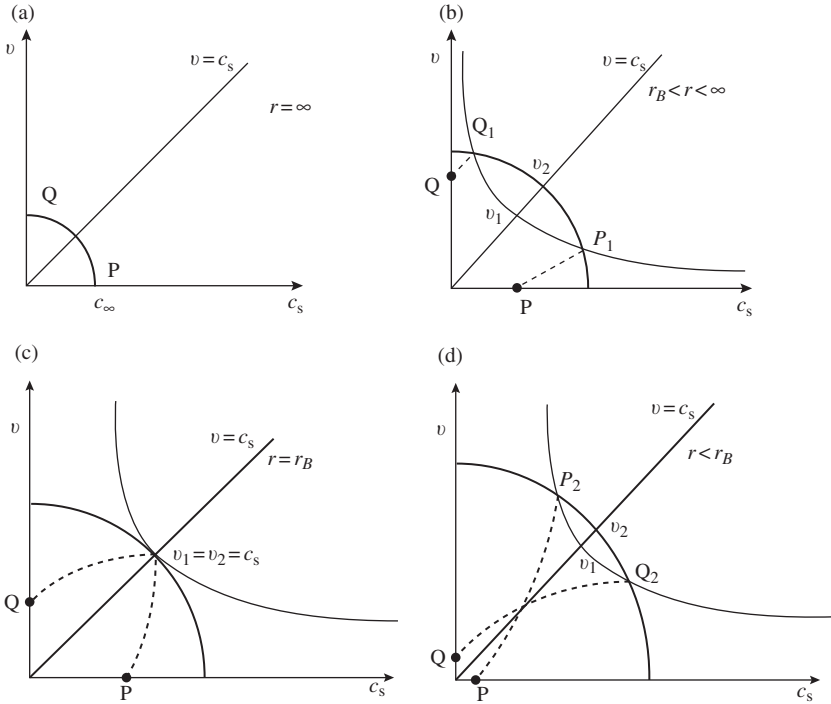 (a)
υ
υ = c_s
r = ∞
Q
P
c_∞
c_s
(b)
υ
υ = c_s
r_B < r < ∞
Q_1
υ_2
Q
υ_1
P_1
P
c_s
(c)
υ
υ = c_s
r = r_B
υ_1 = υ_2 = c_s
Q
P
c_s
(d)
υ
υ = c_s
r < r_B
P_2
υ_2
υ_1
Q_2
Q
P
c_s